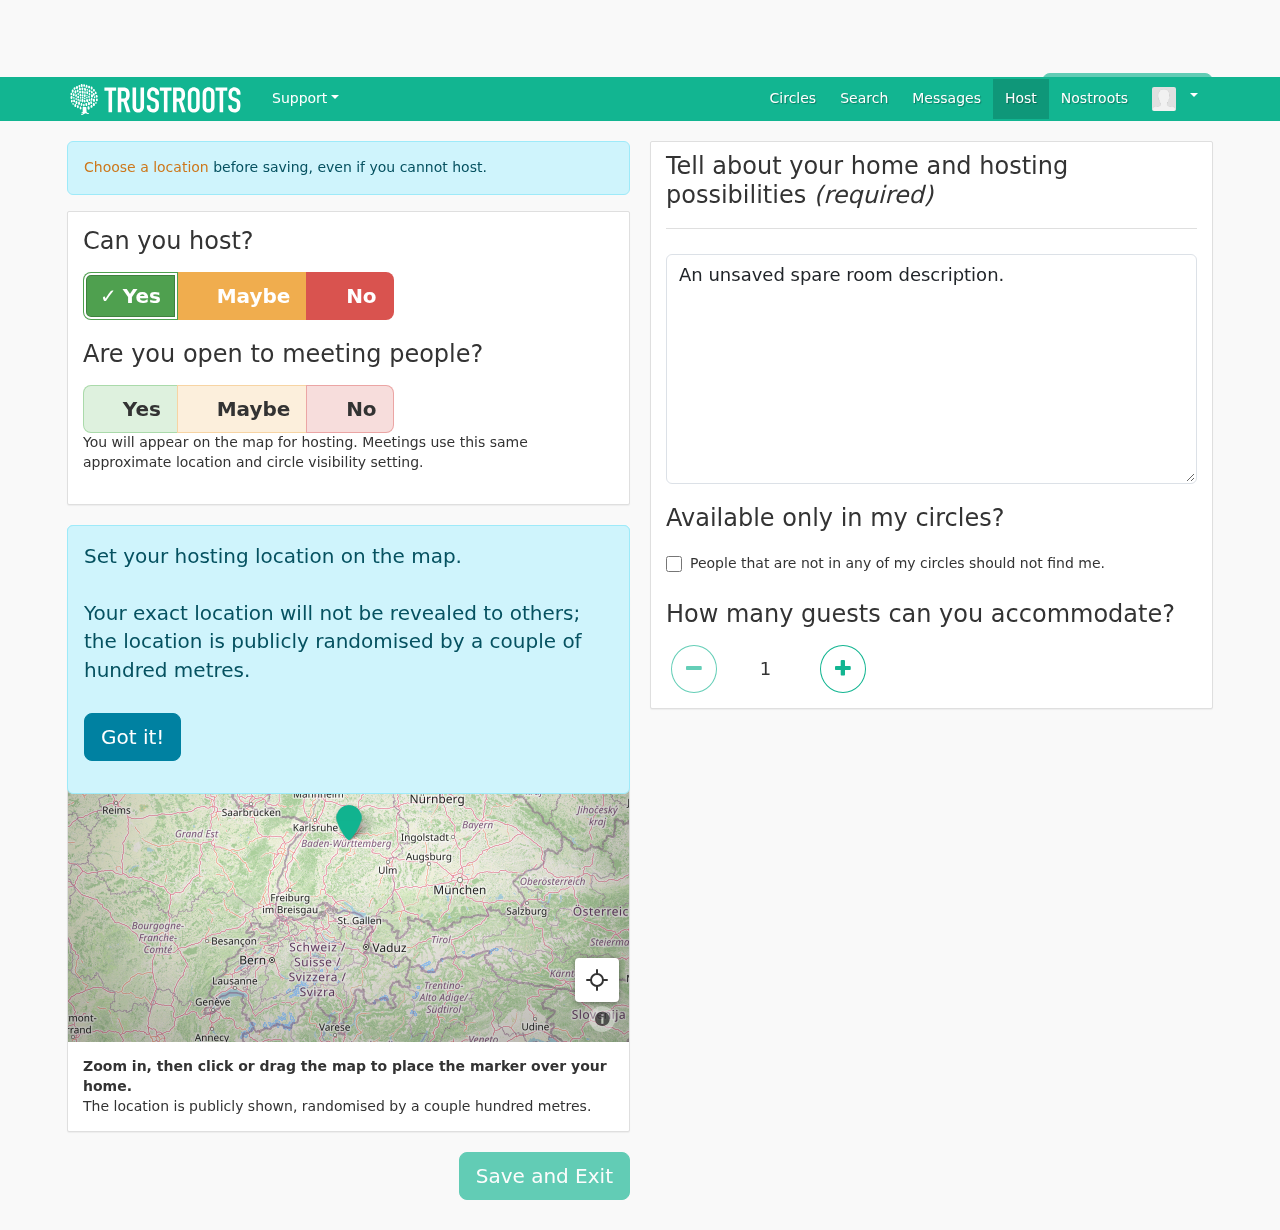 TRUSTROOTS
Support
Circles
Search
Messages
Host
Nostroots
Choose a location before saving, even if you cannot host.
Can you host?
✓ Yes
Maybe
No
Are you open to meeting people?
Yes
Maybe
No
You will appear on the map for hosting. Meetings use this same
approximate location and circle visibility setting.
Set your hosting location on the map.
Your exact location will not be revealed to others;
the location is publicly randomised by a couple of
hundred metres.
Got it!
Nürnberg
Reims
Saarbrücken
Jihočeský
kraj
Karlsruhe
Grand Est
Bayern
Ingolstadt
Baden-Württemberg
Augsburg
Ulm
München
Oberösterreich
Freiburg
im Breisgau
Salzburg
St. Gallen
Bourgogne-
Franche-
Comté
Besançon
Tirol
Vaduz
Schweiz /
Suisse /
Svizzera /
Svizra
Bern
Lausanne
Trentino-
Alto Adige/
Südtirol
Genève
Varese
Udine
Annecy
Zoom in, then click or drag the map to place the marker over your
home.
The location is publicly shown, randomised by a couple hundred metres.
Save and Exit
Tell about your home and hosting
possibilities (required)
An unsaved spare room description.
Available only in my circles?
People that are not in any of my circles should not find me.
How many guests can you accommodate?
1